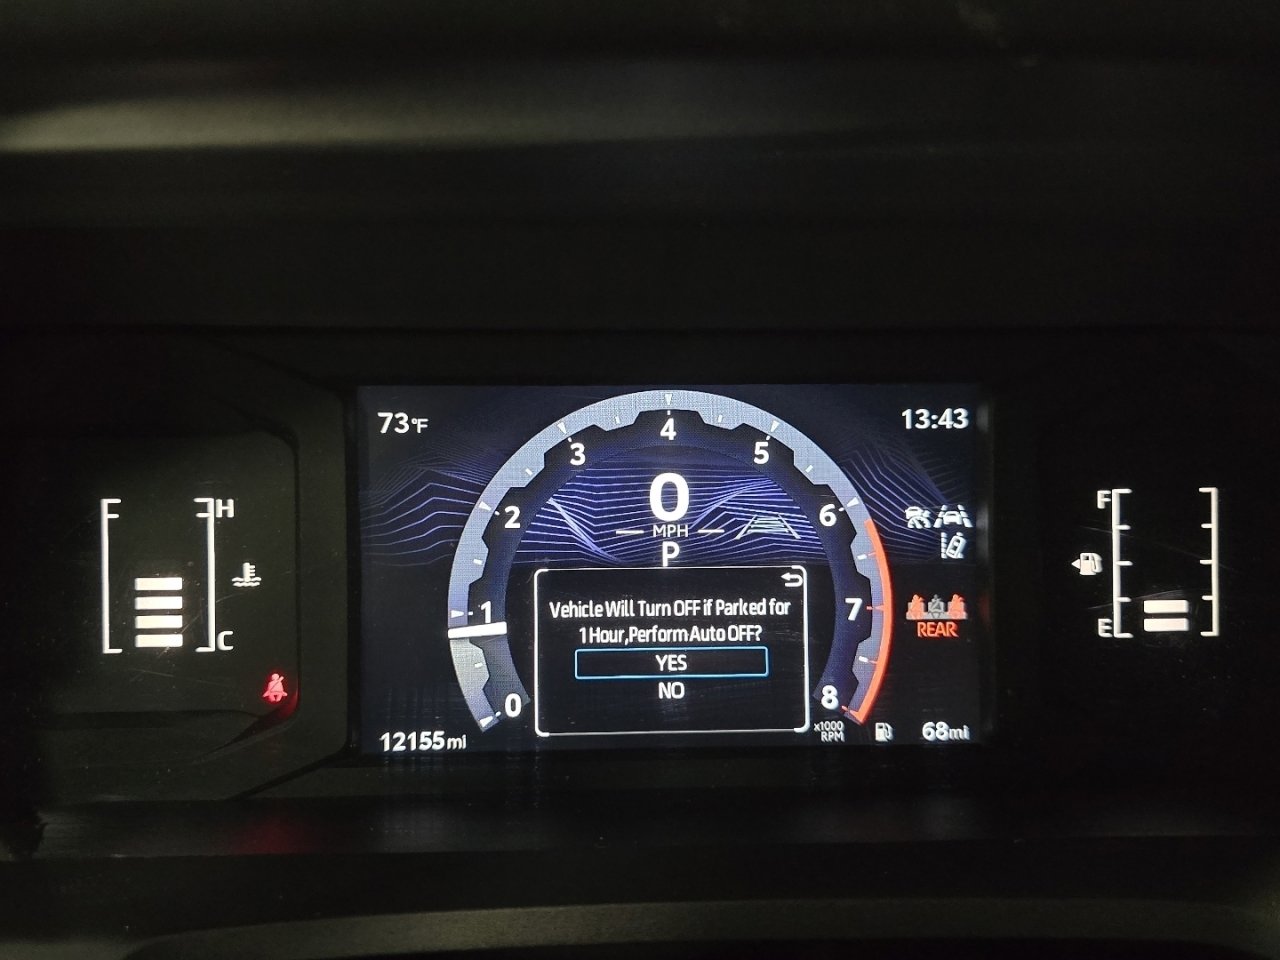 73°F
13:43
4
3
5
2
6
1
7
0
8
0
MPH
P
Vehicle Will Turn OFF if Parked for
1 Hour,Perform Auto OFF?
YES
NO
x1000
RPM
REAR
12155mi
68mi
H
C
F
E